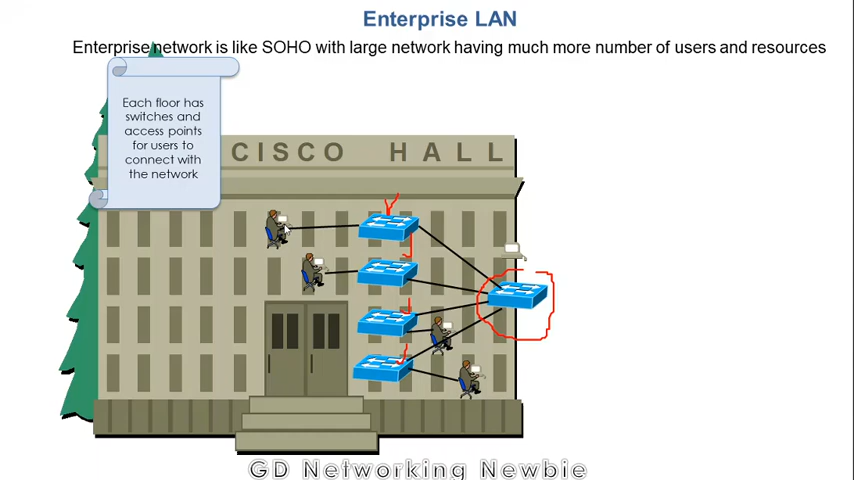 Enterprise LAN
Enterprise network is like SOHO with large network having much more number of users and resources
Each floor has
switches and
access points
for users to
connect with
the network
CISCO HALL
GD Networking Newbie